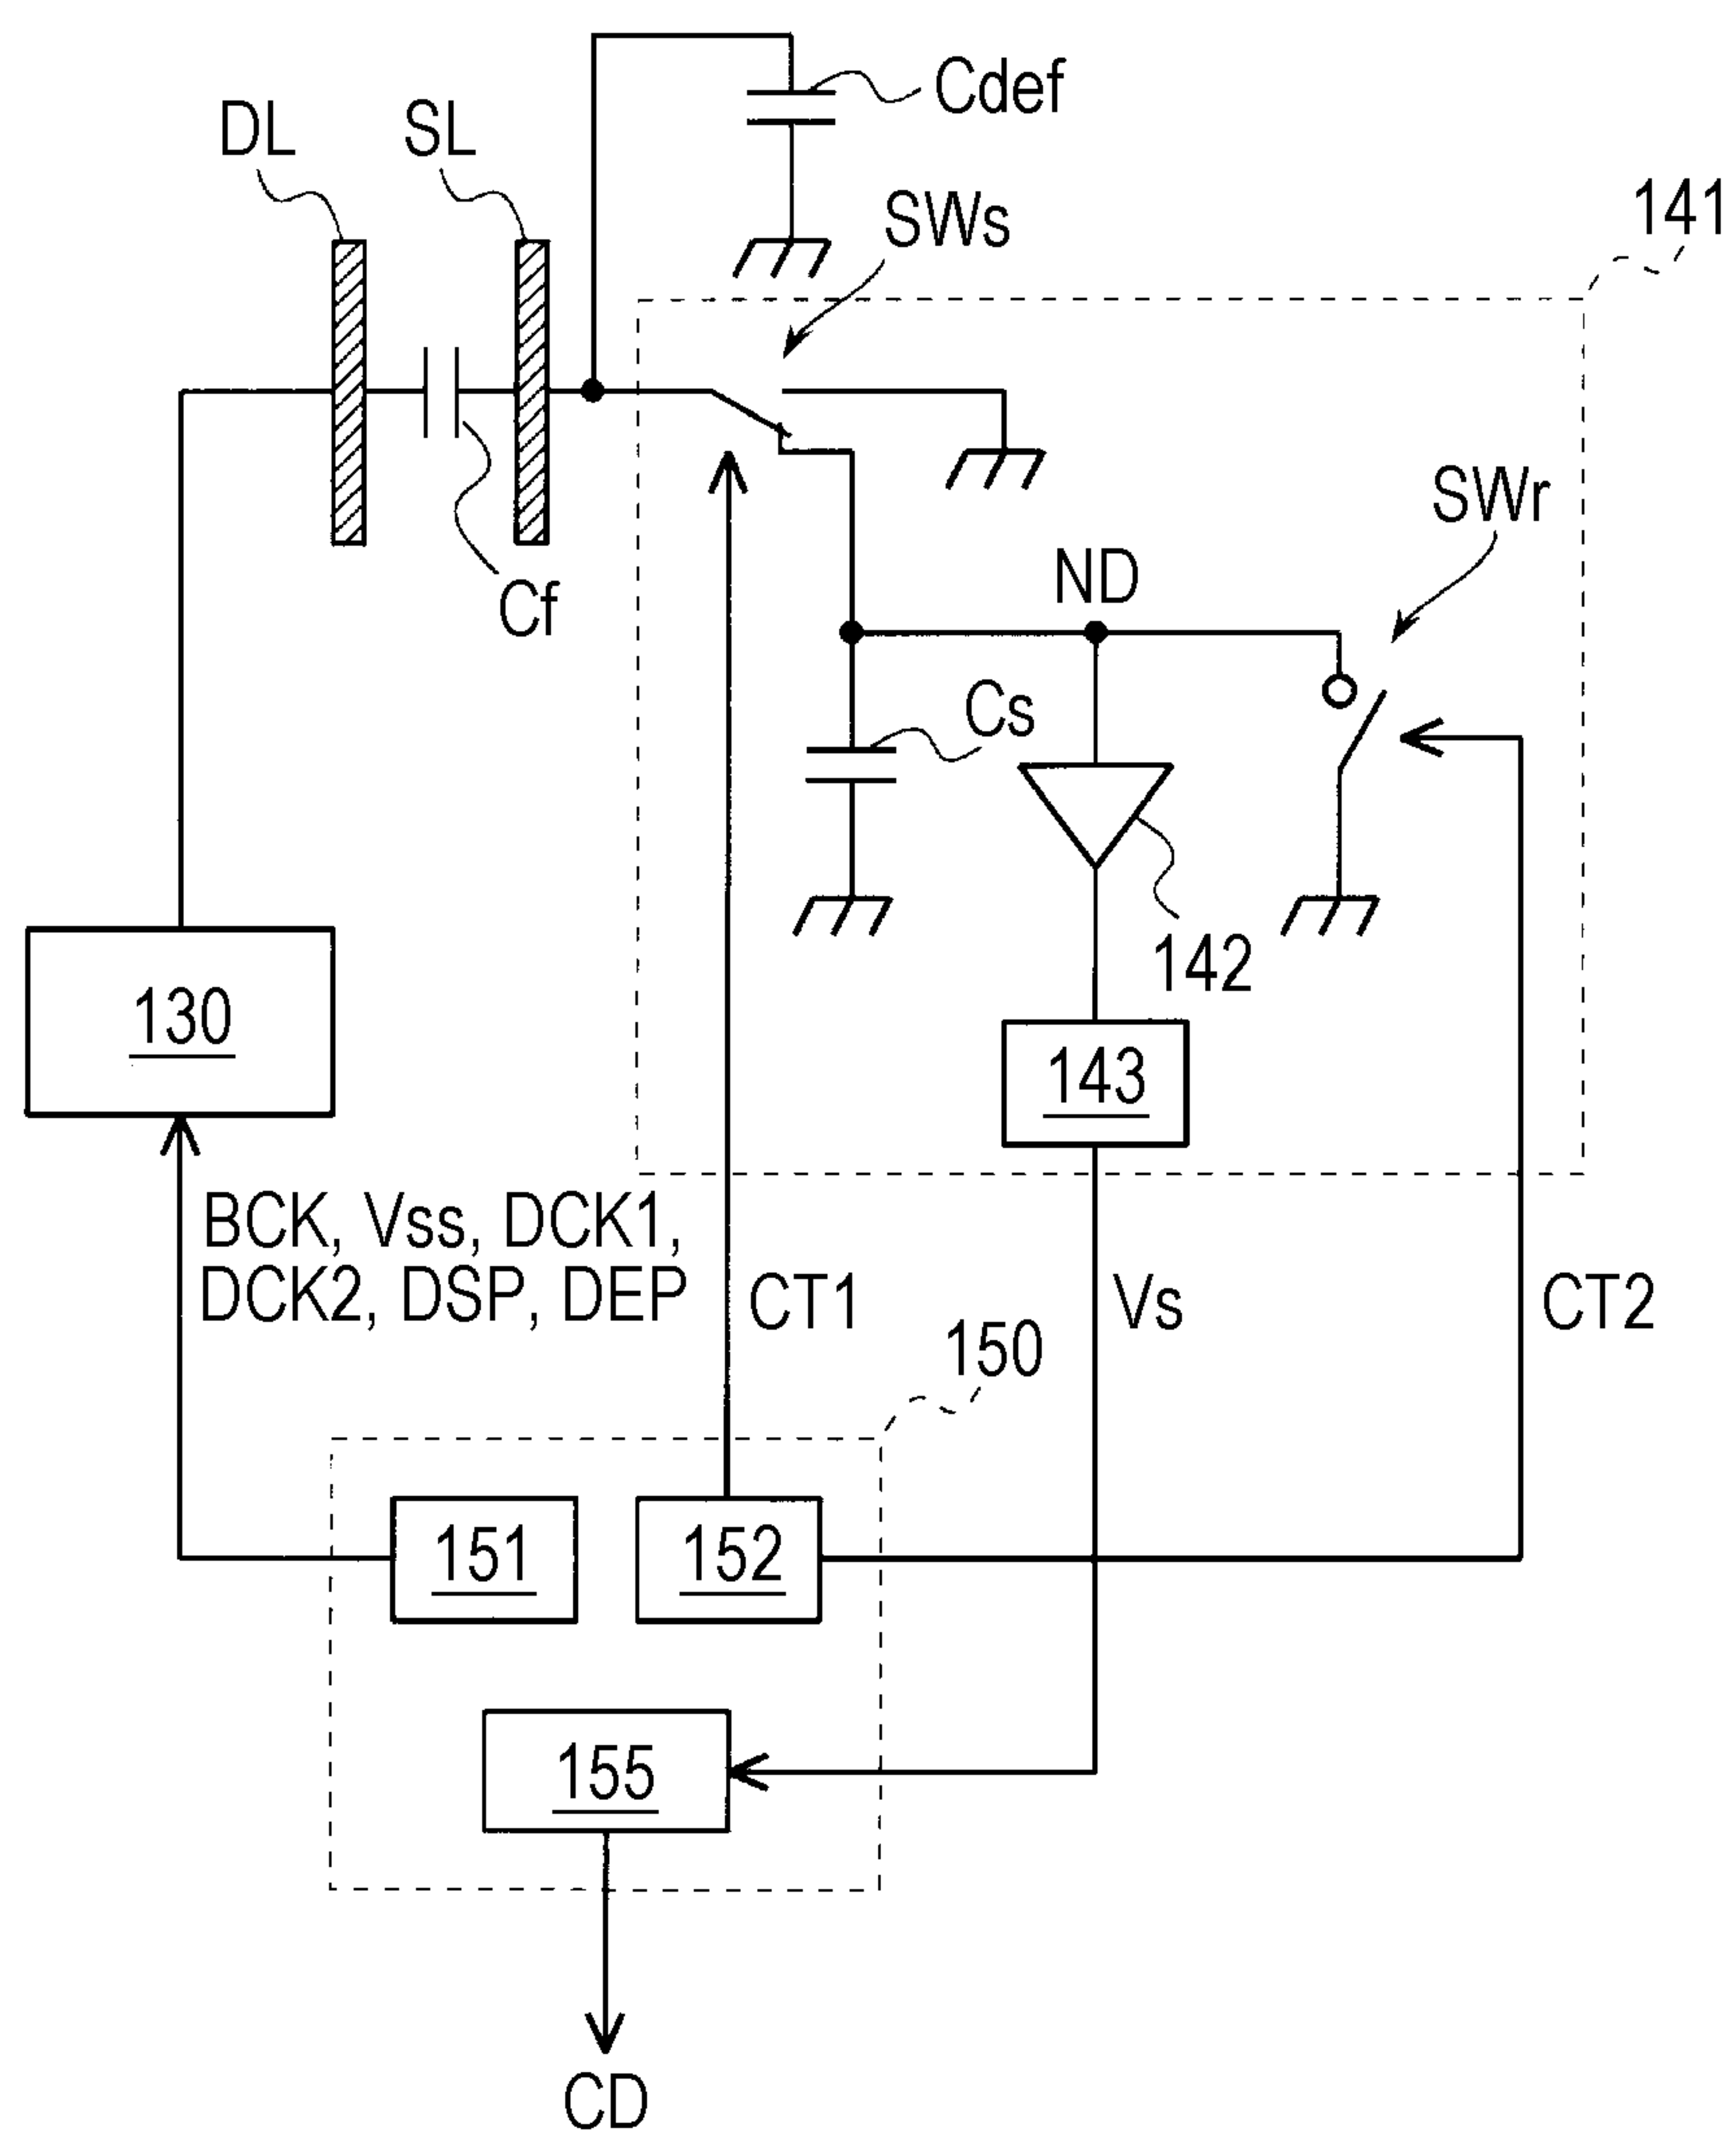 Cdef
DL
SL
SWs
141
SWr
ND
Cf
Cs
142
130
143
BCK, Vss, DCK1,
DCK2, DSP, DEP
CT1
Vs
CT2
150
151
152
155
CD